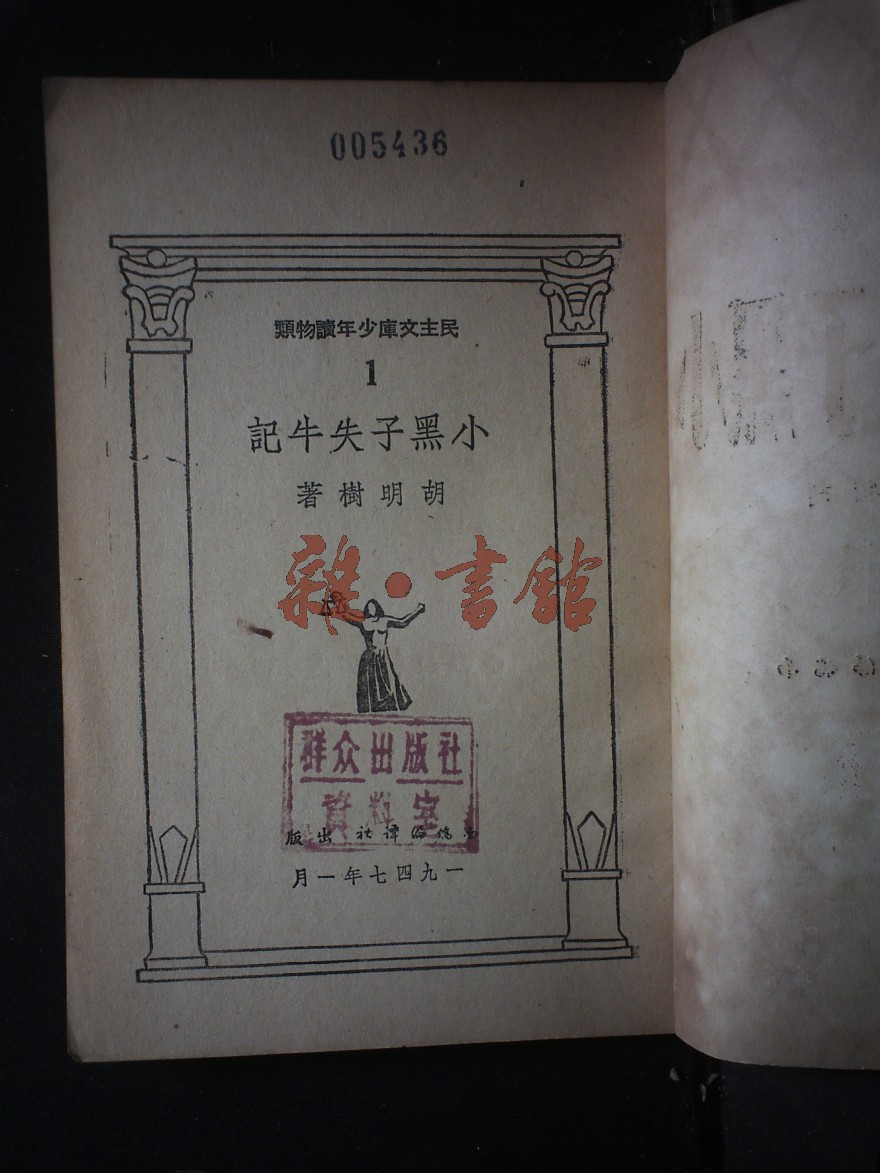 005436
民主文庫少年讀物類
1
小黑子失牛記
胡明樹著
雜·書館
群众出版社
資料室
社出版
一九四七年一月